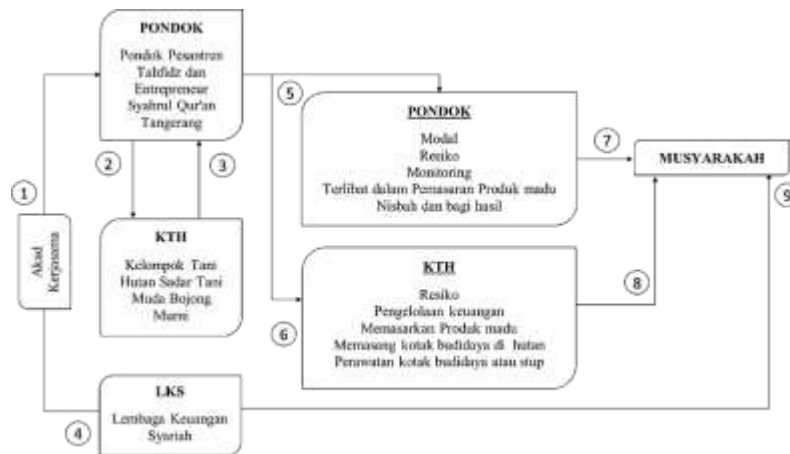 PONDOK
Pondok Pesantren
Tahfidz dan
Entrepreneur
Syahrul Qur'an
Tangerang
1
2
3
Akad
Kerjasama
KTH
Kelompok Tani
Hutan Sadar Tani
Muda Bojong
Murni
4
LKS
Lembaga Keuangan
Syariah
5
PONDOK
Modal
Resiko
Monitoring
Terlibat dalam Pemasaran Produk madu
Nisbah dan bagi hasil
6
KTH
Resiko
Pengelolaan keuangan
Memasarkan Produk madu
Memasang kotak budidaya di hutan
Perawatan kotak budidaya atau stup
7
8
MUSYARAKAH
9